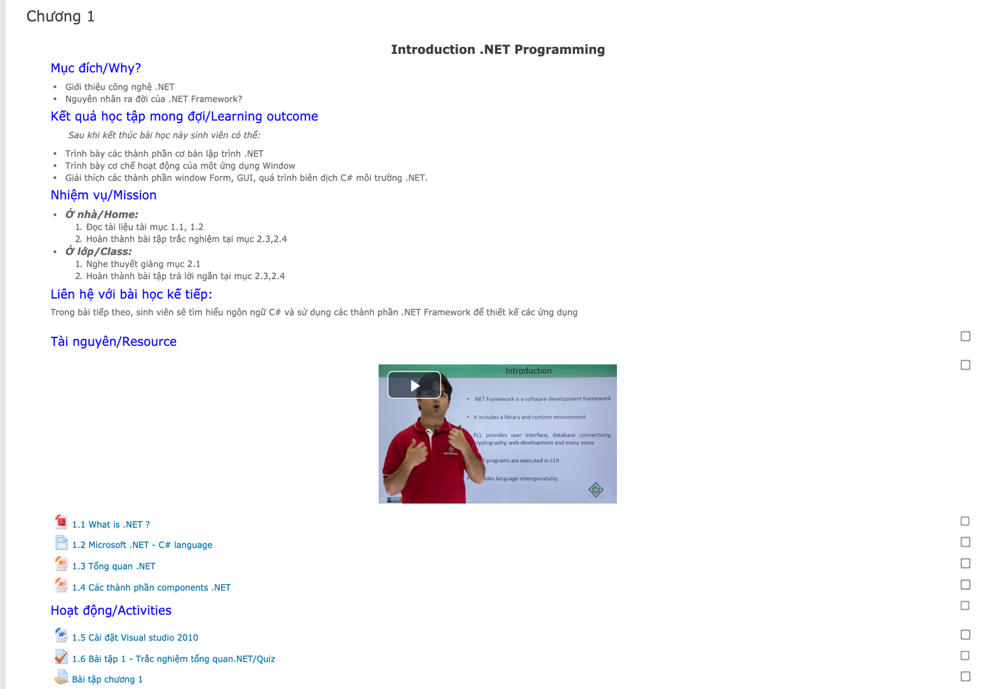 Chương 1
Introduction .NET Programming
Mục đích/Why?
• Giới thiệu công nghệ .NET
• Nguyên nhân ra đời của .NET Framework?
Kết quả học tập mong đợi/Learning outcome
Sau khi kết thúc bài học này sinh viên có thể:
• Trình bày các thành phần cơ bản lập trình .NET
• Trình bày cơ chế hoạt động của một ứng dụng Window
• Giải thích các thành phần window Form, GUI, quá trình biên dịch C# môi trường .NET.
Nhiệm vụ/Mission
• Ở nhà/Home:
1. Đọc tài liệu tài mục 1.1, 1.2
2. Hoàn thành bài tập trắc nghiệm tại mục 2.3,2.4
• Ở lớp/Class:
1. Nghe thuyết giảng mục 2.1
2. Hoàn thành bài tập trả lời ngắn tại mục 2.3,2.4
Liên hệ với bài học kế tiếp:
Trong bài tiếp theo, sinh viên sẽ tìm hiểu ngôn ngữ C# và sử dụng các thành phần .NET Framework để thiết kế các ứng dụng
Tài nguyên/Resource
Introduction
• .NET Framework is a software development framework
• It includes a library and runtime environment
FCL provides user interface, database connectivity,
ryptography, web development and many more
T programs are executed in CLR
• ides language interoperability
1.1 What is .NET ?
1.2 Microsoft .NET - C# language
1.3 Tổng quan .NET
1.4 Các thành phần components .NET
Hoạt động/Activities
1.5 Cài đặt Visual studio 2010
1.6 Bài tập 1 - Trắc nghiệm tổng quan.NET/Quiz
Bài tập chương 1